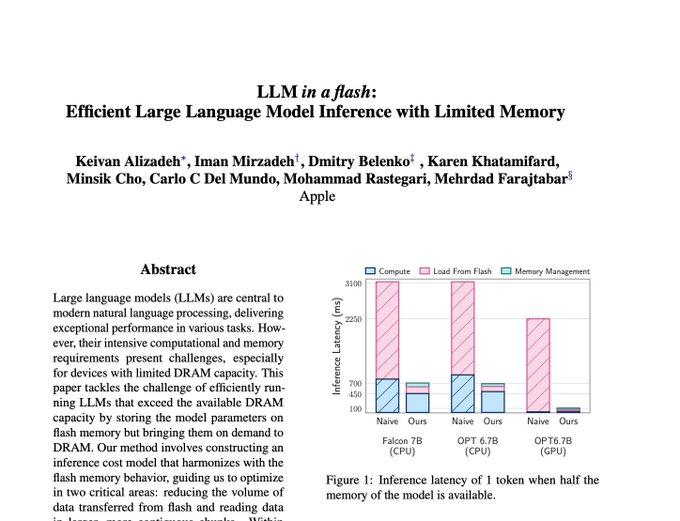 LLM in a flash:
Efficient Large Language Model Inference with Limited Memory
Keivan Alizadeh*, Iman Mirzadeh†, Dmitry Belenko‡ , Karen Khatamifard,
Minsik Cho, Carlo C Del Mundo, Mohammad Rastegari, Mehrdad Farajtabar§
Apple
Abstract
Large language models (LLMs) are central to
modern natural language processing, delivering
exceptional performance in various tasks. How-
ever, their intensive computational and memory
requirements present challenges, especially
for devices with limited DRAM capacity. This
paper tackles the challenge of efficiently run-
ning LLMs that exceed the available DRAM
capacity by storing the model parameters on
flash memory but bringing them on demand to
DRAM. Our method involves constructing an
inference cost model that harmonizes with the
flash memory behavior, guiding us to optimize
in two critical areas: reducing the volume of
data transferred from flash and reading data
in larger, more contiguous chunks. Within
Compute Load From Flash Memory Management
Inference Latency (ms)
3100
2250
700
450
100
Naive Ours Naive Ours Naive Ours
Falcon 7B OPT 6.7B OPT6.7B
(CPU) (CPU) (GPU)
Figure 1: Inference latency of 1 token when half the
memory of the model is available.